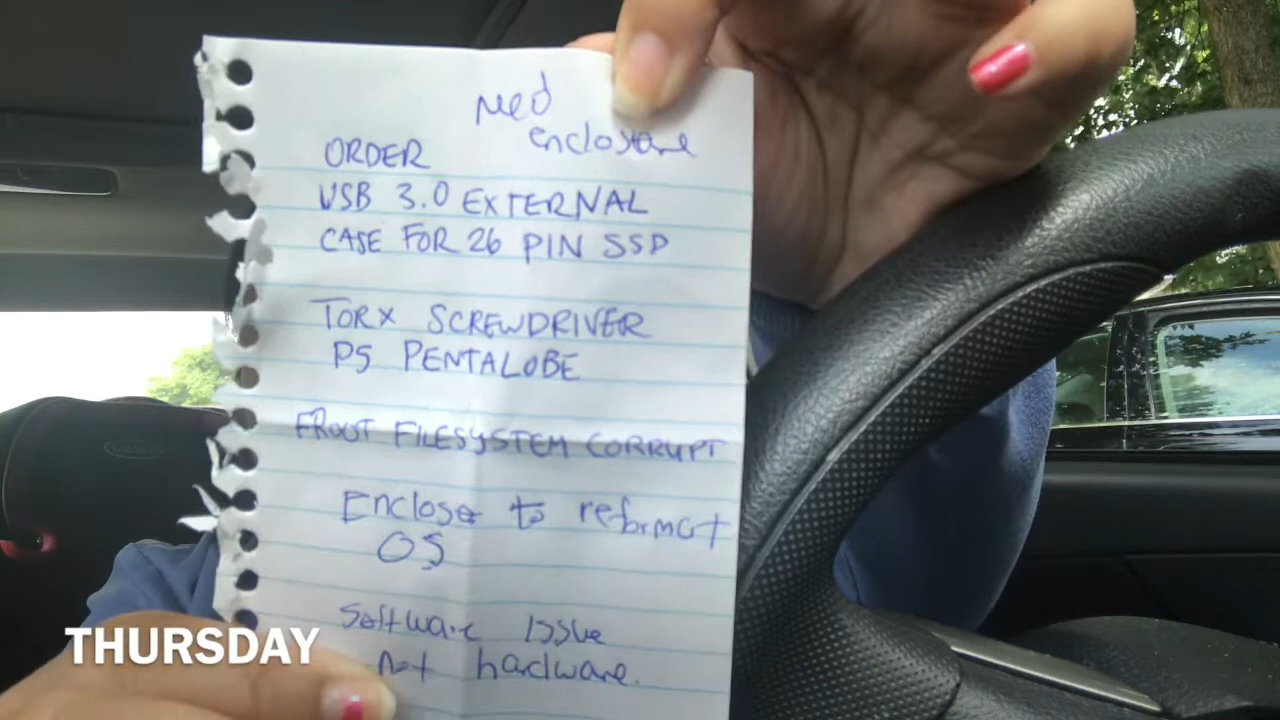 need
enclosure
ORDER
USB 3.0 EXTERNAL
CASE FOR 26 PIN SSD
TORX SCREWDRIVER
P5 PENTALOBE
FROOT FILESYSTEM CORRUPT
Enclose to reformat
OS
Software issue
not hardware.
THURSDAY